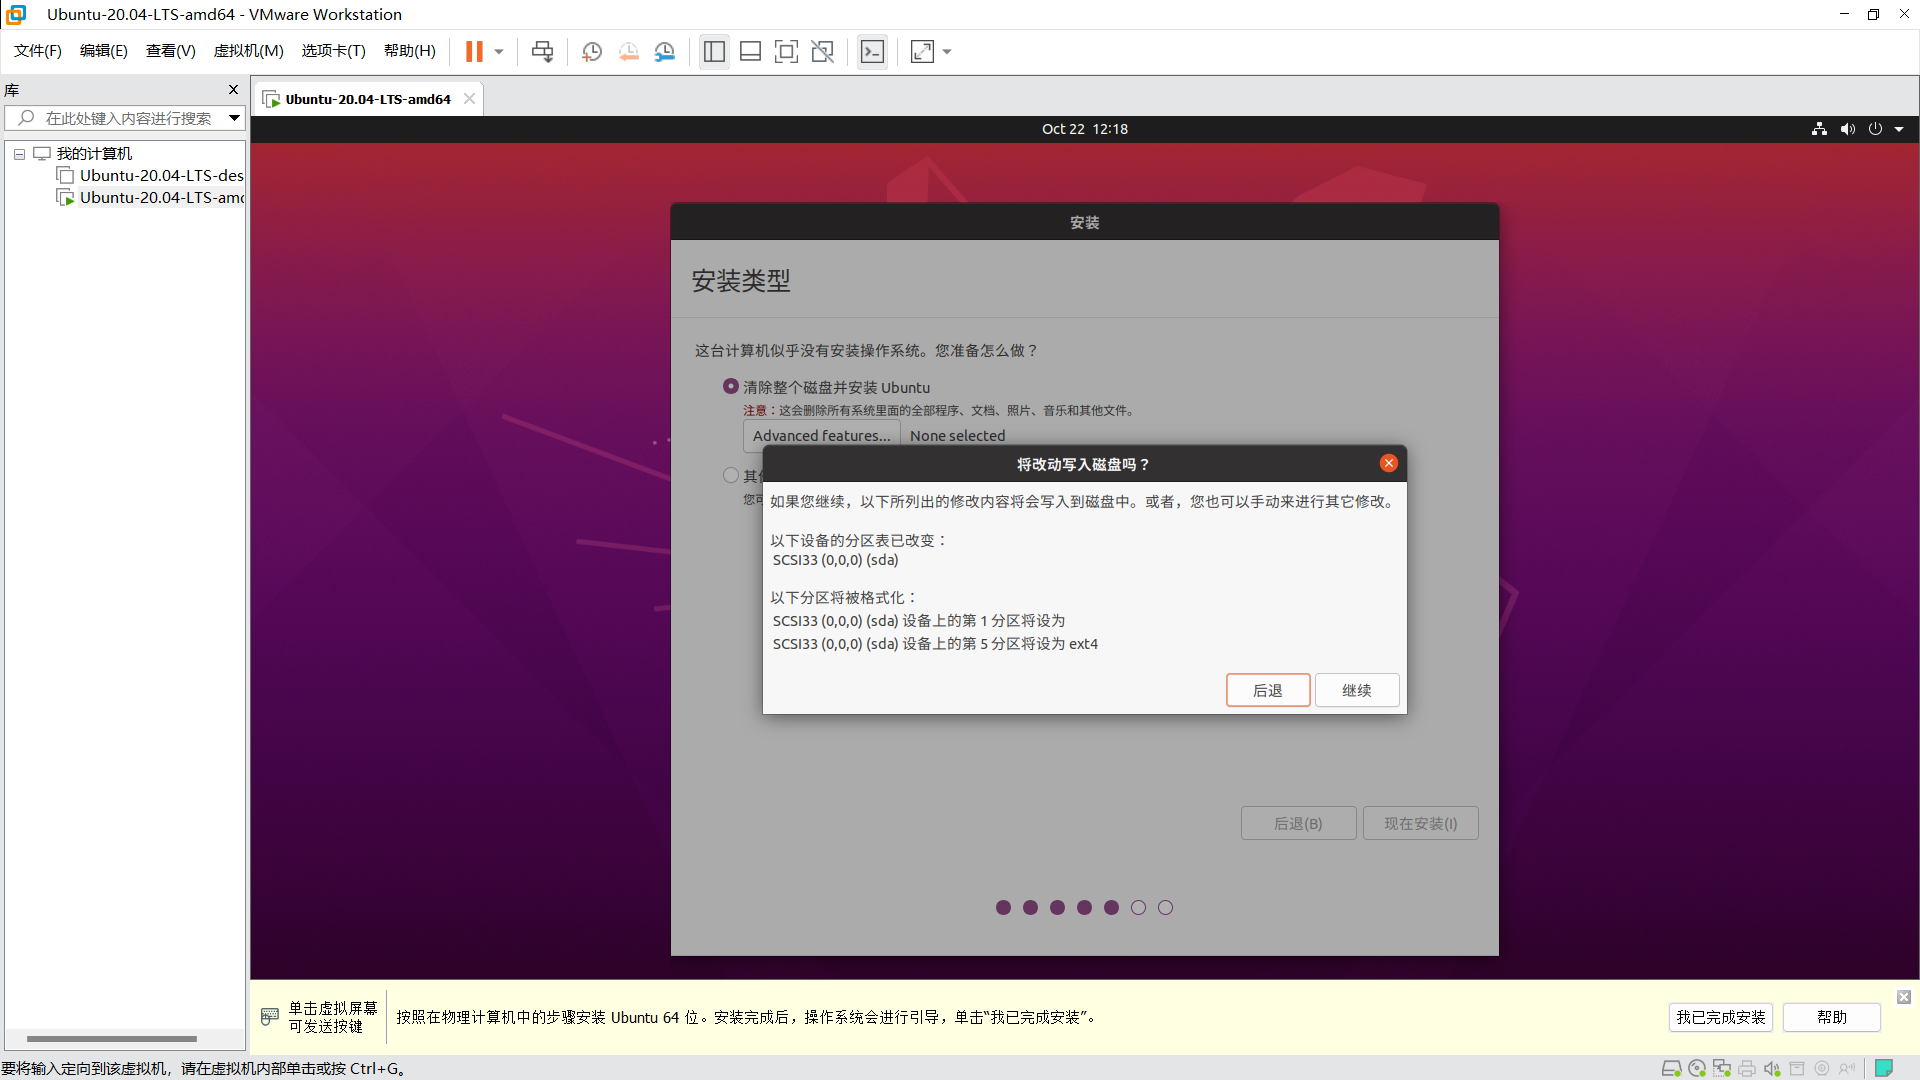 Ubuntu-20.04-LTS-amd64 - VMware Workstation
文件(F) 编辑(E) 查看(V) 虚拟机(M) 选项卡(T) 帮助(H)
库
在此处键入内容进行搜索
我的计算机
Ubuntu-20.04-LTS-des
Ubuntu-20.04-LTS-amd
Ubuntu-20.04-LTS-amd64
Oct 22 12:18
安装
安装类型
这台计算机似乎没有安装操作系统。您准备怎么做？
清除整个磁盘并安装 Ubuntu
注意：这会删除所有系统里面的全部程序、文档、照片、音乐和其他文件。
Advanced features... None selected
其他
您可
将改动写入磁盘吗？
如果您继续，以下所列出的修改内容将会写入到磁盘中。或者，您也可以手动来进行其它修改。
以下设备的分区表已改变：
SCSI33 (0,0,0) (sda)
以下分区将被格式化：
SCSI33 (0,0,0) (sda) 设备上的第 1 分区将设为
SCSI33 (0,0,0) (sda) 设备上的第 5 分区将设为 ext4
后退 继续
后退(B) 现在安装(I)
单击虚拟屏幕
可发送按键
按照在物理计算机中的步骤安装 Ubuntu 64 位。安装完成后，操作系统会进行引导，单击“我已完成安装”。
我已完成安装 帮助
要将输入定向到该虚拟机，请在虚拟机内部单击或按 Ctrl+G。